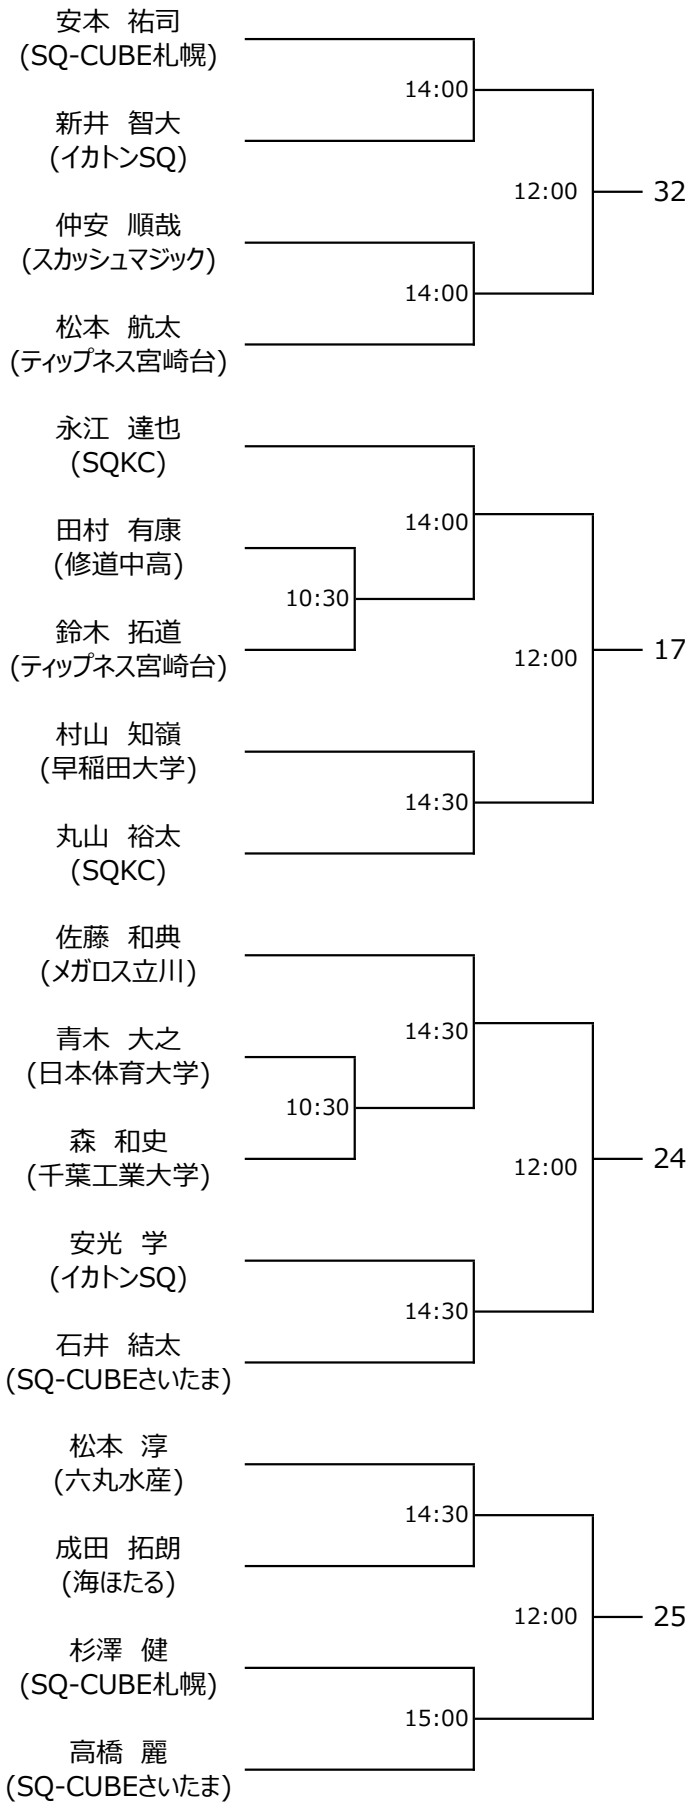 安本　祐司
(SQ-CUBE札幌)
14:00
新井　智大
(イカトンSQ)
12:00
32
仲安　順哉
(スカッシュマジック)
14:00
松本　航太
(ティップネス宮崎台)
永江　達也
(SQKC)
14:00
田村　有康
(修道中高)
10:30
鈴木　拓道
(ティップネス宮崎台)
12:00
17
村山　知嶺
(早稲田大学)
14:30
丸山　裕太
(SQKC)
佐藤　和典
(メガロス立川)
14:30
青木　大之
(日本体育大学)
10:30
森　和史
(千葉工業大学)
12:00
24
安光　学
(イカトンSQ)
14:30
石井　結太
(SQ-CUBEさいたま)
松本　淳
(六丸水産)
14:30
成田　拓朗
(海ほたる)
12:00
25
杉澤　健
(SQ-CUBE札幌)
15:00
高橋　麗
(SQ-CUBEさいたま)